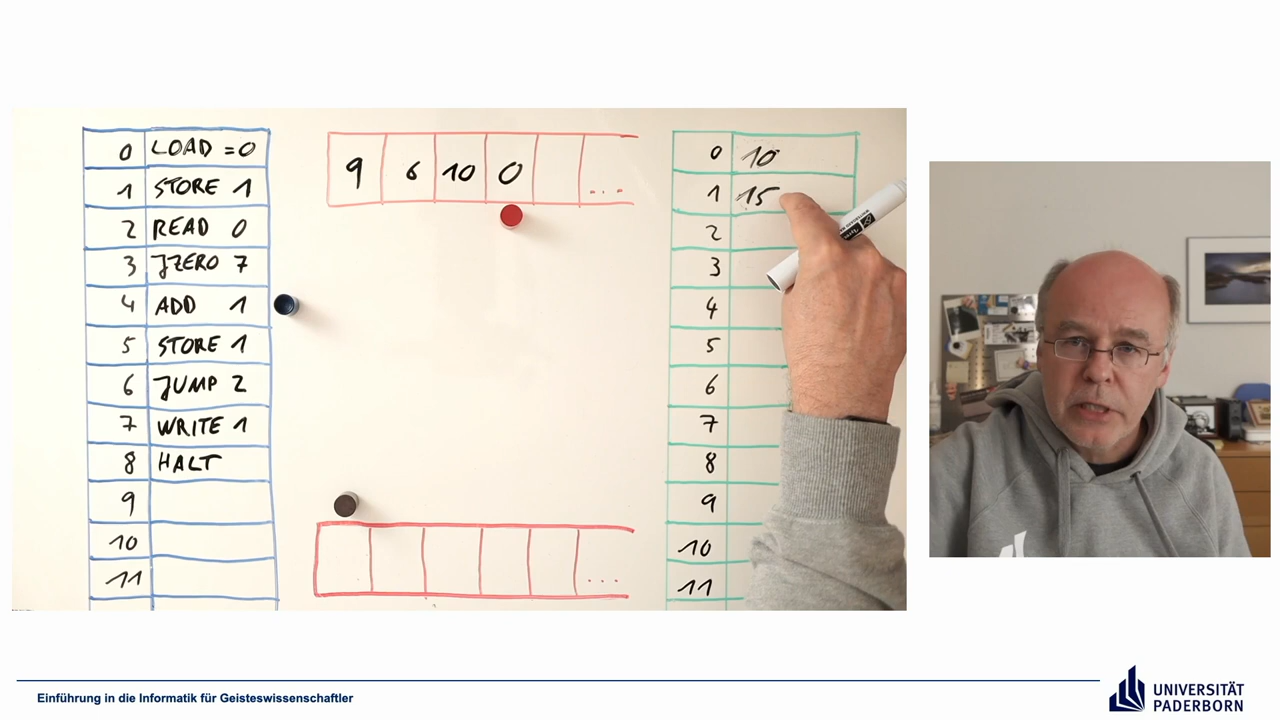 0 LOAD =0
1 STORE 1
2 READ 0
3 JZERO 7
4 ADD 1
5 STORE 1
6 JUMP 2
7 WRITE 1
8 HALT
9
10
11
9 6 10 0 ...
...
0 10
1 15
2
3
4
5
6
7
8
9
10
11
Einführung in die Informatik für Geisteswissenschaftler
UNIVERSITÄT
PADERBORN